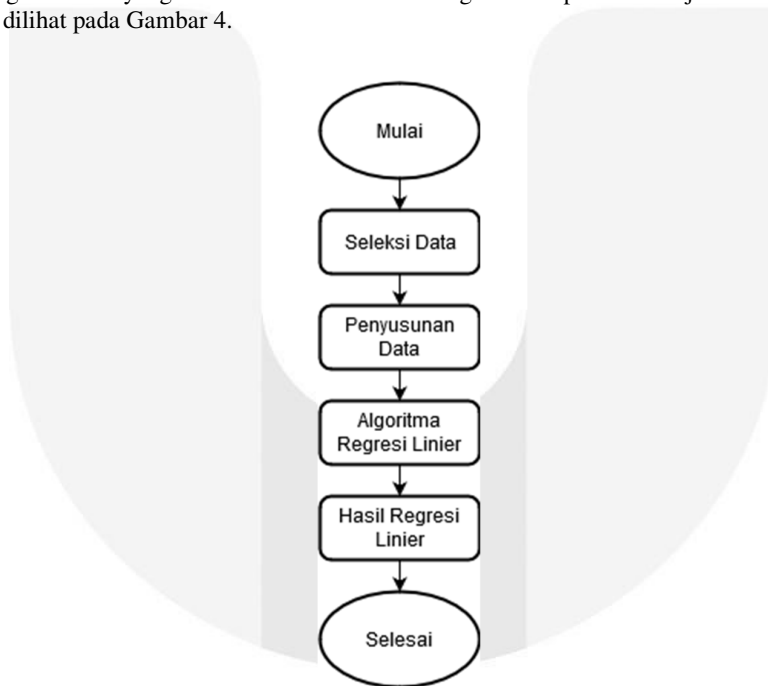 dilihat pada Gambar 4.
Mulai
Seleksi Data
Penyusunan
Data
Algoritma
Regresi Linier
Hasil Regresi
Linier
Selesai